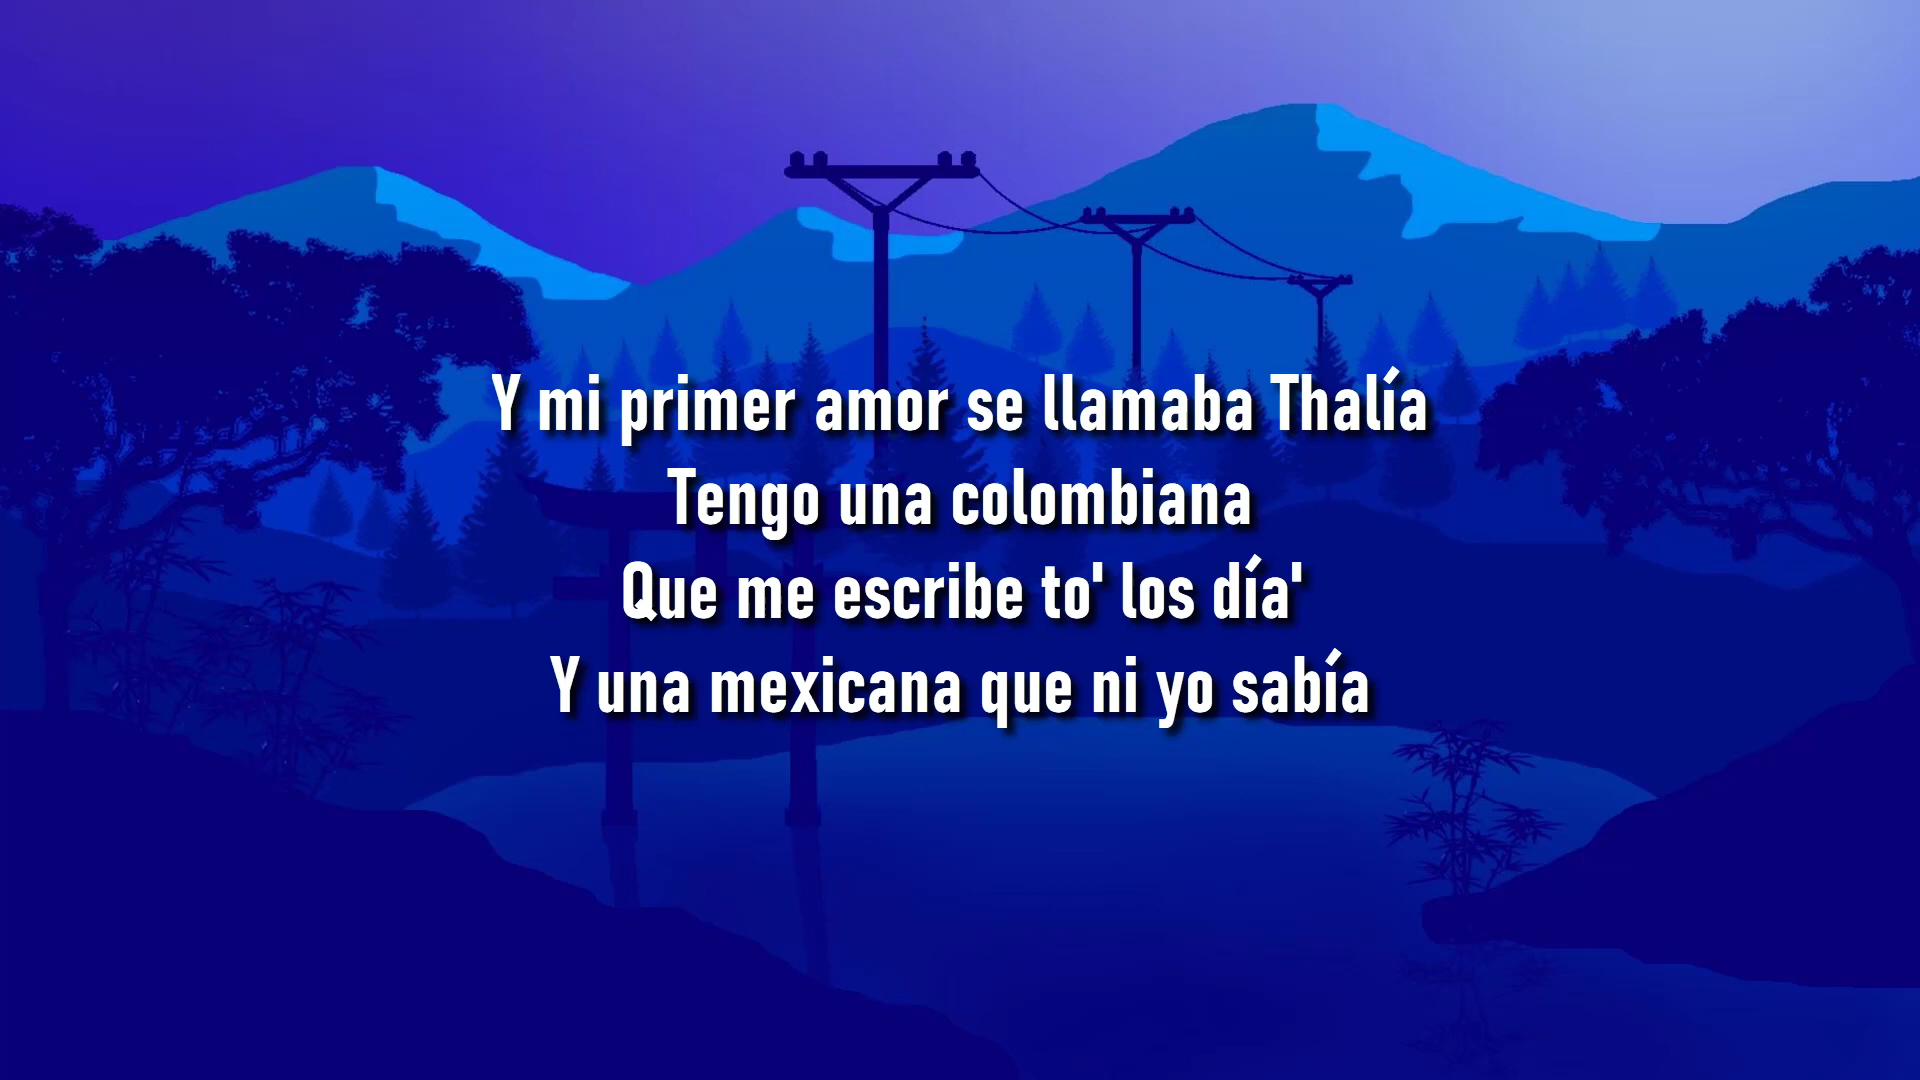 Y mi primer amor se llamaba Thalía
Tengo una colombiana
Que me escribe to' los día'
Y una mexicana que ni yo sabía